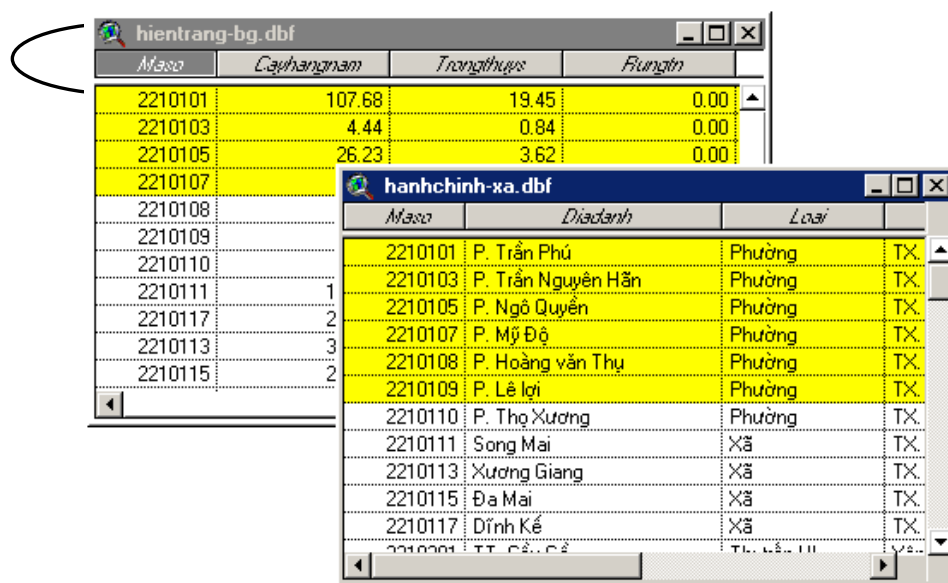 hientrang-bg.dbf
Maso Cayhangnam Trongthuys Rungtn
2210101 107.68 19.45 0.00
2210103 4.44 0.84 0.00
2210105 26.23 3.62 0.00
2210107
2210108
2210109
2210110
2210111 1
2210117 2
2210113 3
2210115 2
hanhchinh-xa.dbf
Maso Diadanh Loai
2210101 P. Trần Phú Phường TX.
2210103 P. Trần Nguyên Hãn Phường TX.
2210105 P. Ngô Quyền Phường TX.
2210107 P. Mỹ Độ Phường TX.
2210108 P. Hoàng văn Thụ Phường TX.
2210109 P. Lê lợi Phường TX.
2210110 P. Thọ Xương Phường TX.
2210111 Song Mai Xã TX.
2210113 Xương Giang Xã TX.
2210115 Đa Mai Xã TX.
2210117 Dĩnh Kế Xã TX.